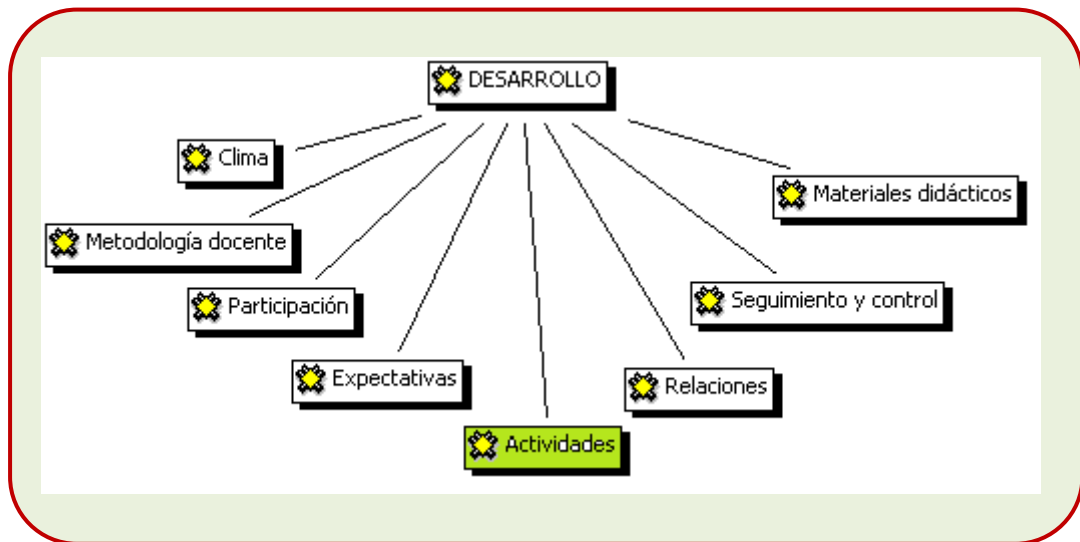 DESARROLLO
Clima
Materiales didácticos
Metodología docente
Participación
Seguimiento y control
Expectativas
Relaciones
Actividades